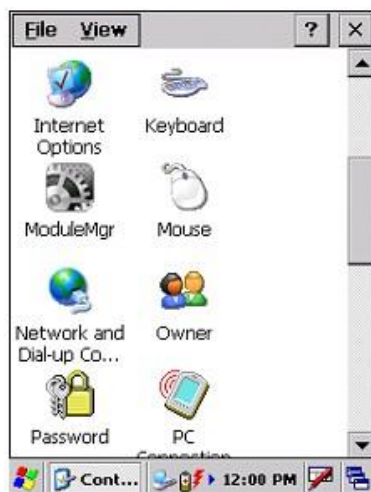 File View ? ×
Internet Options
Keyboard
ModuleMgr
Mouse
Network and Dial-up Co...
Owner
Password
PC Connection
Cont... 12:00 PM